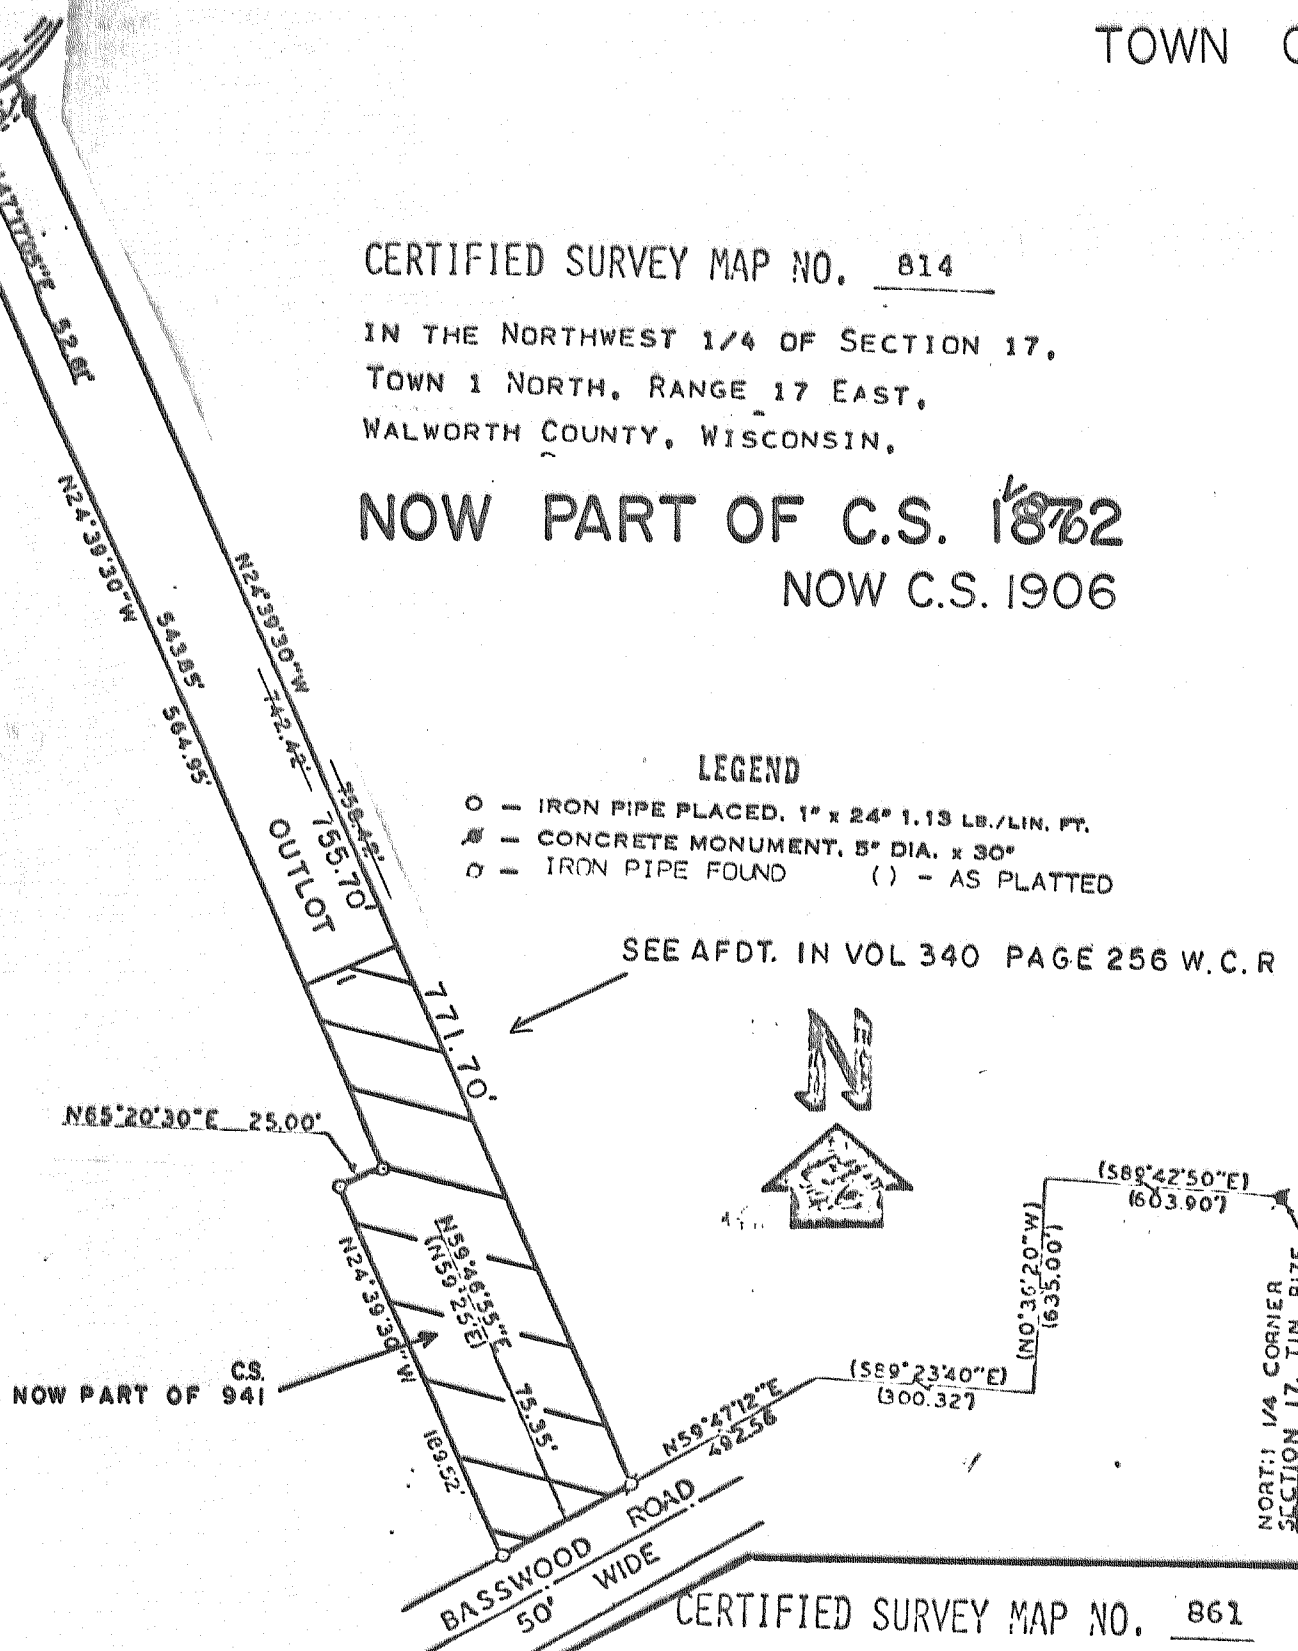 TOWN
CERTIFIED SURVEY MAP NO. 814
IN THE NORTHWEST 1/4 OF SECTION 17,
TOWN 1 NORTH, RANGE 17 EAST,
WALWORTH COUNTY, WISCONSIN.
NOW PART OF C.S.
NOW C.S. 1906
52.61'
N24°39'30"W
543.85'
564.95'
N24°39'30"W
742.42'
755.70'
OUTLOT
771.70'
LEGEND
O – IRON PIPE PLACED, 1" x 24" 1.13 LB./LIN. FT.
– CONCRETE MONUMENT, 5" DIA. x 30"
O – IRON PIPE FOUND ( ) – AS PLATTED
SEE AFDT. IN VOL 340 PAGE 256 W.C.R
N
N65°20'30"E 25.00'
(S89°42'50"E)
(603.90')
(N0°36'20"W)
(635.00')
NORTH 1/4 CORNER
SECTION 17,
N59°46'55"E
(N59°25'E)
75.35'
N24°39'30"W
189.52'
C.S.
NOW PART OF 941
(S89°23'40"E)
(300.32')
N59°47'12"E
492.56
BASSWOOD ROAD
50' WIDE
CERTIFIED SURVEY MAP NO. 861